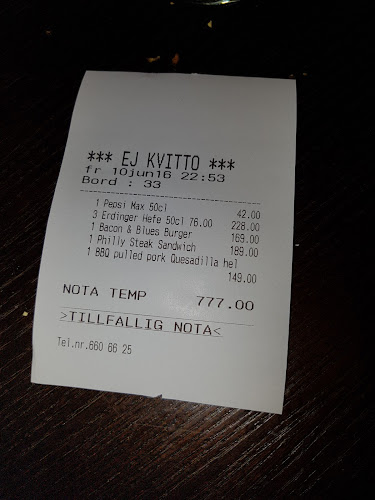 *** EJ KVITTO ***
fr 10jun16 22:53
Bord : 33
1 Pepsi Max 50cl 42.00
3 Erdinger Hefe 50cl 76.00 228.00
1 Bacon & Blues Burger 169.00
1 Philly Steak Sandwich 189.00
1 BBQ pulled pork Quesadilla hel
149.00
NOTA TEMP 777.00
>TILLFALLIG NOTA<
Tel.nr.660 66 25